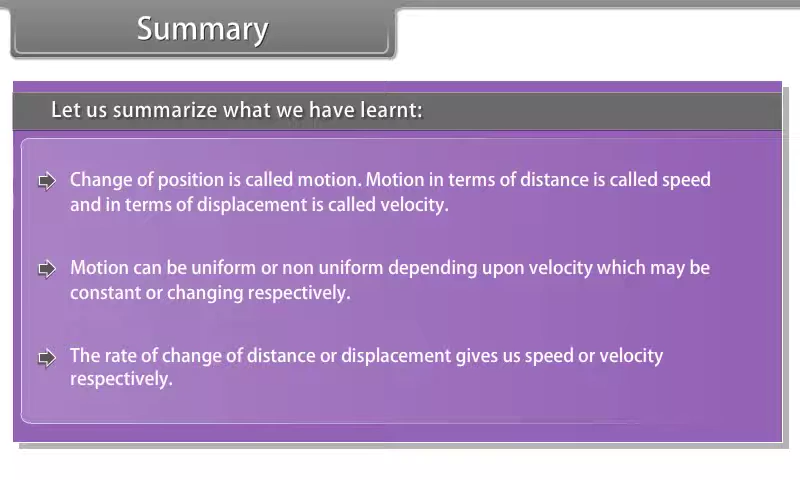 Summary
Let us summarize what we have learnt:
Change of position is called motion. Motion in terms of distance is called speed
and in terms of displacement is called velocity.
Motion can be uniform or non uniform depending upon velocity which may be
constant or changing respectively.
The rate of change of distance or displacement gives us speed or velocity
respectively.